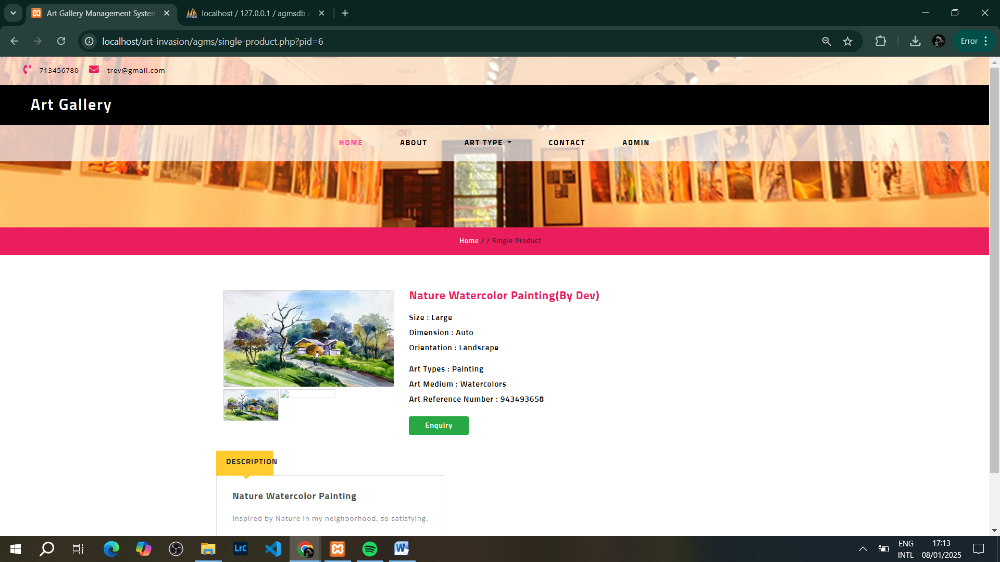 Art Gallery Management System
localhost / 127.0.0.1 / agmsdb /
localhost/art-invasion/agms/single-product.php?pid=6
Error
713456780 trev@gmail.com
Art Gallery
HOME ABOUT ART TYPE CONTACT ADMIN
Home / / Single Product
Nature Watercolor Painting(By Dev)
Size : Large
Dimension : Auto
Orientation : Landscape
Art Types : Painting
Art Medium : Watercolors
Art Reference Number : 943493658
Enquiry
DESCRIPTION
Nature Watercolor Painting
Inspired by Nature in my neighborhood, so satisfying.
LrC
ENG
INTL
17:13
08/01/2025